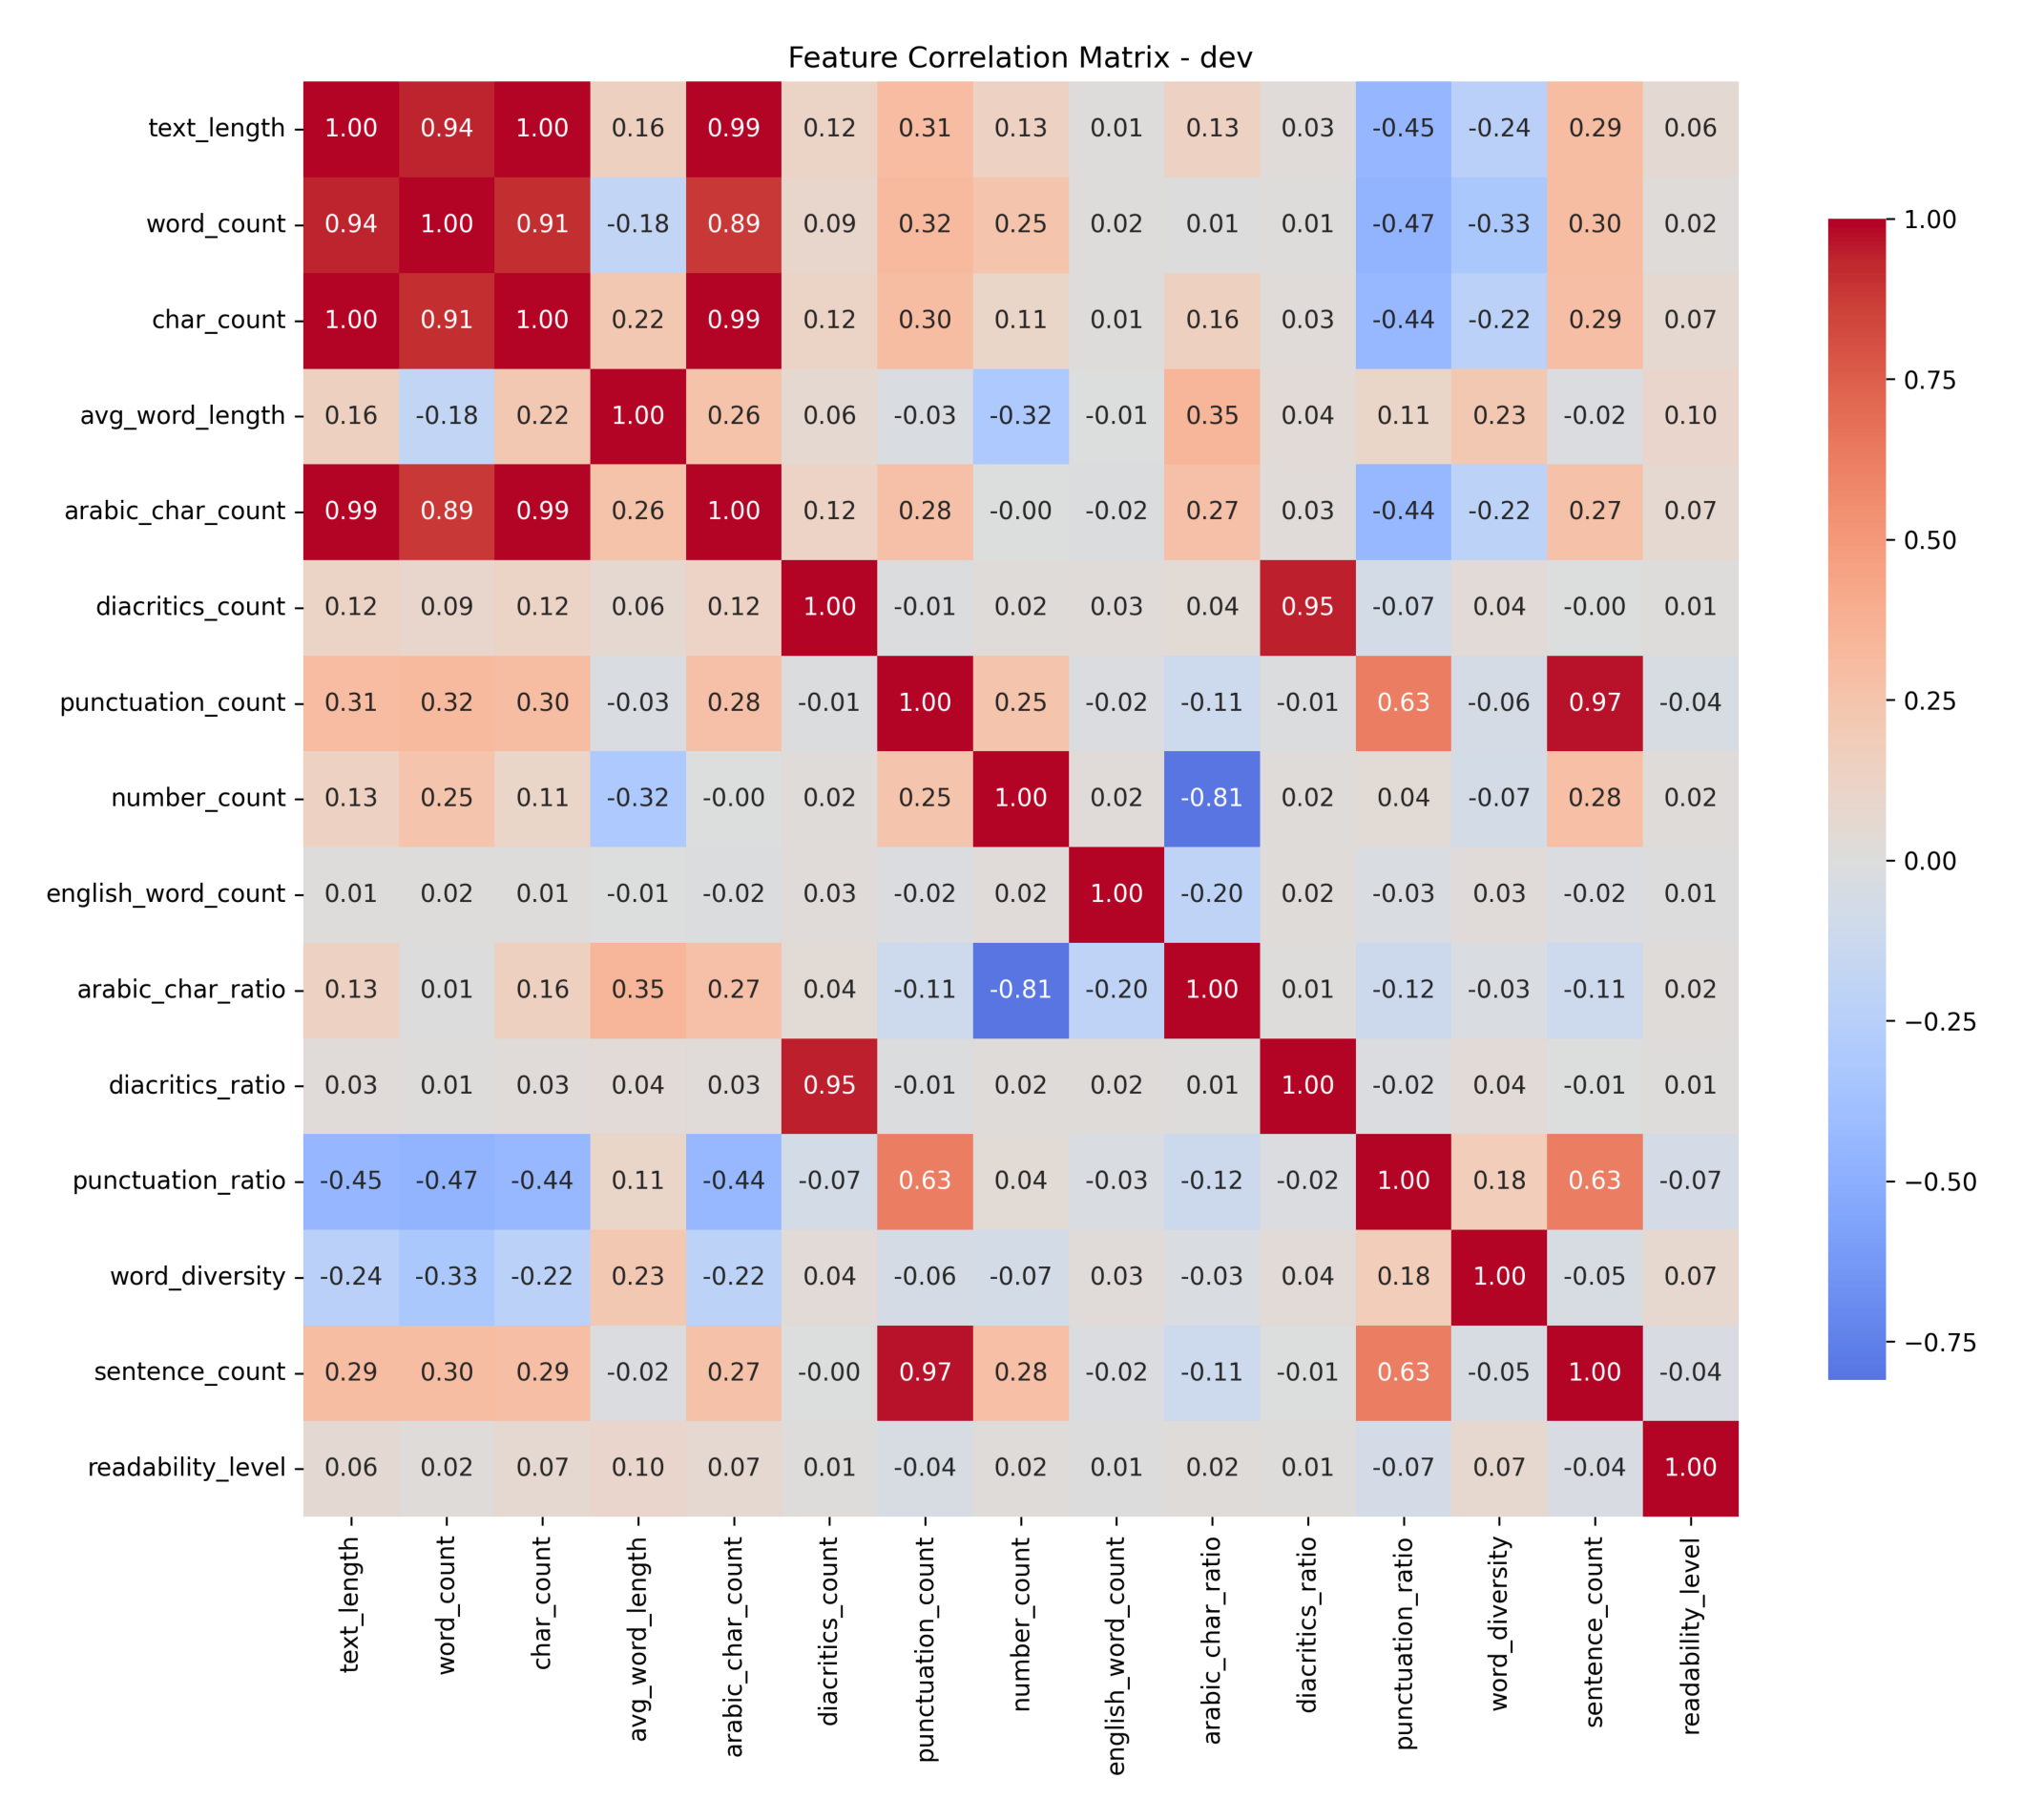 Feature Correlation Matrix - dev
text_length 1.00 0.94 1.00 0.16 0.99 0.12 0.31 0.13 0.01 0.13 0.03 -0.45 -0.24 0.29 0.06
word_count 0.94 1.00 0.91 -0.18 0.89 0.09 0.32 0.25 0.02 0.01 0.01 -0.47 -0.33 0.30 0.02
char_count 1.00 0.91 1.00 0.22 0.99 0.12 0.30 0.11 0.01 0.16 0.03 -0.44 -0.22 0.29 0.07
avg_word_length 0.16 -0.18 0.22 1.00 0.26 0.06 -0.03 -0.32 -0.01 0.35 0.04 0.11 0.23 -0.02 0.10
arabic_char_count 0.99 0.89 0.99 0.26 1.00 0.12 0.28 -0.00 -0.02 0.27 0.03 -0.44 -0.22 0.27 0.07
diacritics_count 0.12 0.09 0.12 0.06 0.12 1.00 -0.01 0.02 0.03 0.04 0.95 -0.07 0.04 -0.00 0.01
punctuation_count 0.31 0.32 0.30 -0.03 0.28 -0.01 1.00 0.25 -0.02 -0.11 -0.01 0.63 -0.06 0.97 -0.04
number_count 0.13 0.25 0.11 -0.32 -0.00 0.02 0.25 1.00 0.02 -0.81 0.02 0.04 -0.07 0.28 0.02
english_word_count 0.01 0.02 0.01 -0.01 -0.02 0.03 -0.02 0.02 1.00 -0.20 0.02 -0.03 0.03 -0.02 0.01
arabic_char_ratio 0.13 0.01 0.16 0.35 0.27 0.04 -0.11 -0.81 -0.20 1.00 0.01 -0.12 -0.03 -0.11 0.02
diacritics_ratio 0.03 0.01 0.03 0.04 0.03 0.95 -0.01 0.02 0.02 0.01 1.00 -0.02 0.04 -0.01 0.01
punctuation_ratio -0.45 -0.47 -0.44 0.11 -0.44 -0.07 0.63 0.04 -0.03 -0.12 -0.02 1.00 0.18 0.63 -0.07
word_diversity -0.24 -0.33 -0.22 0.23 -0.22 0.04 -0.06 -0.07 0.03 -0.03 0.04 0.18 1.00 -0.05 0.07
sentence_count 0.29 0.30 0.29 -0.02 0.27 -0.00 0.97 0.28 -0.02 -0.11 -0.01 0.63 -0.05 1.00 -0.04
readability_level 0.06 0.02 0.07 0.10 0.07 0.01 -0.04 0.02 0.01 0.02 0.01 -0.07 0.07 -0.04 1.00
text_length
word_count
char_count
avg_word_length
arabic_char_count
diacritics_count
punctuation_count
number_count
english_word_count
arabic_char_ratio
diacritics_ratio
punctuation_ratio
word_diversity
sentence_count
readability_level
1.00
0.75
0.50
0.25
0.00
−0.25
−0.50
−0.75